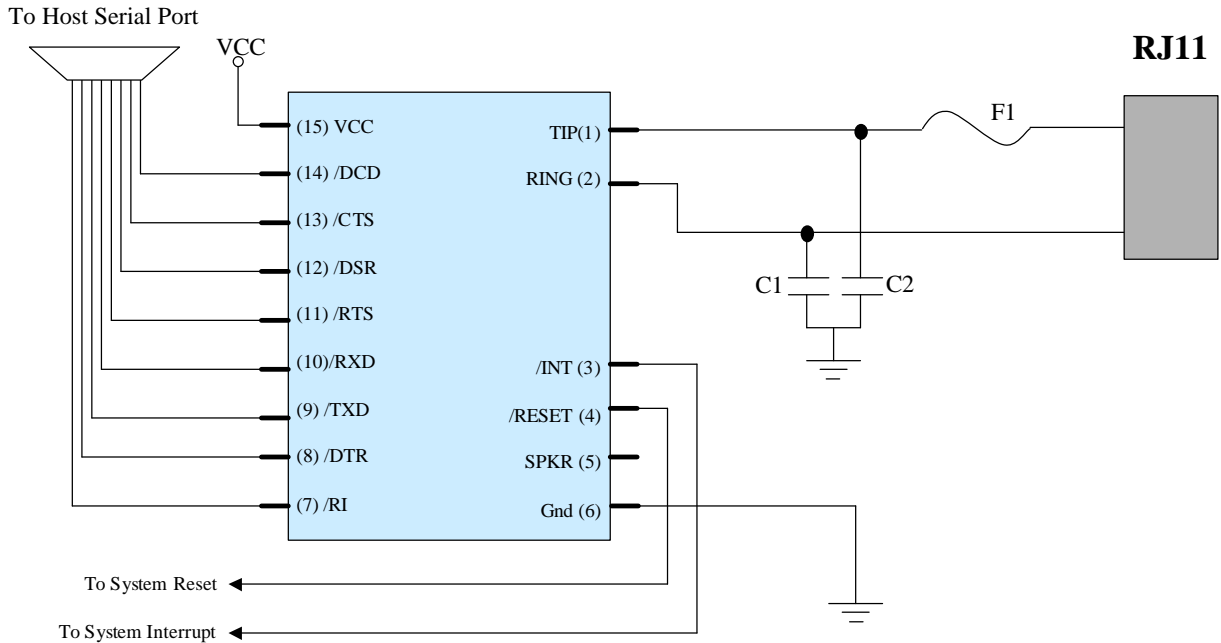 To Host Serial Port
VCC
RJ11
F1
(15) VCC
(14) /DCD
(13) /CTS
(12) /DSR
(11) /RTS
(10)/RXD
(9) /TXD
(8) /DTR
(7) /RI
TIP(1)
RING (2)
/INT (3)
/RESET (4)
SPKR (5)
Gnd (6)
C1
C2
To System Reset
To System Interrupt